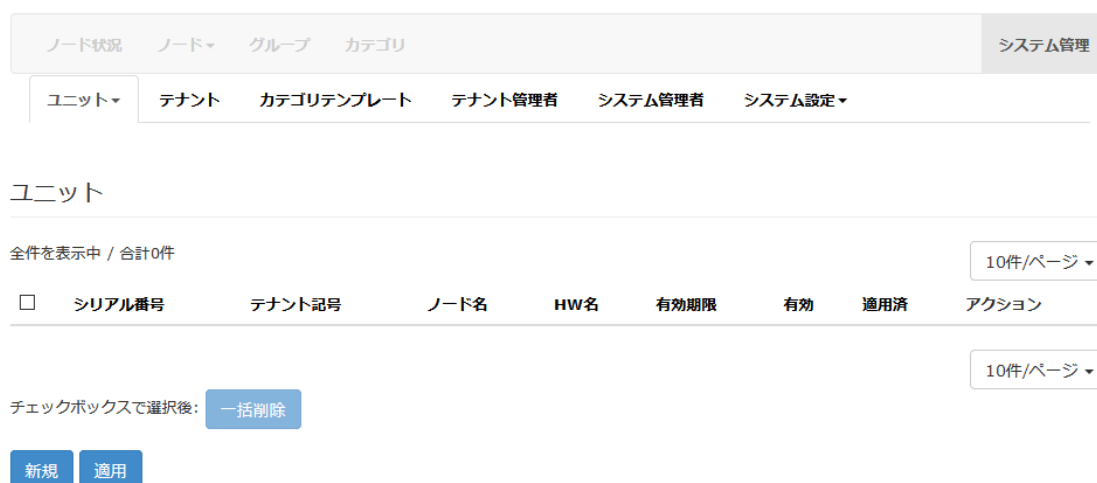 ノード状況 ノード グループ カテゴリ システム管理
ユニット テナント カテゴリテンプレート テナント管理者 システム管理者 システム設定
ユニット
全件を表示中 / 合計0件
10件/ページ
シリアル番号 テナント記号 ノード名 HW名 有効期限 有効 適用済 アクション
10件/ページ
チェックボックスで選択後: 一括削除
新規 適用